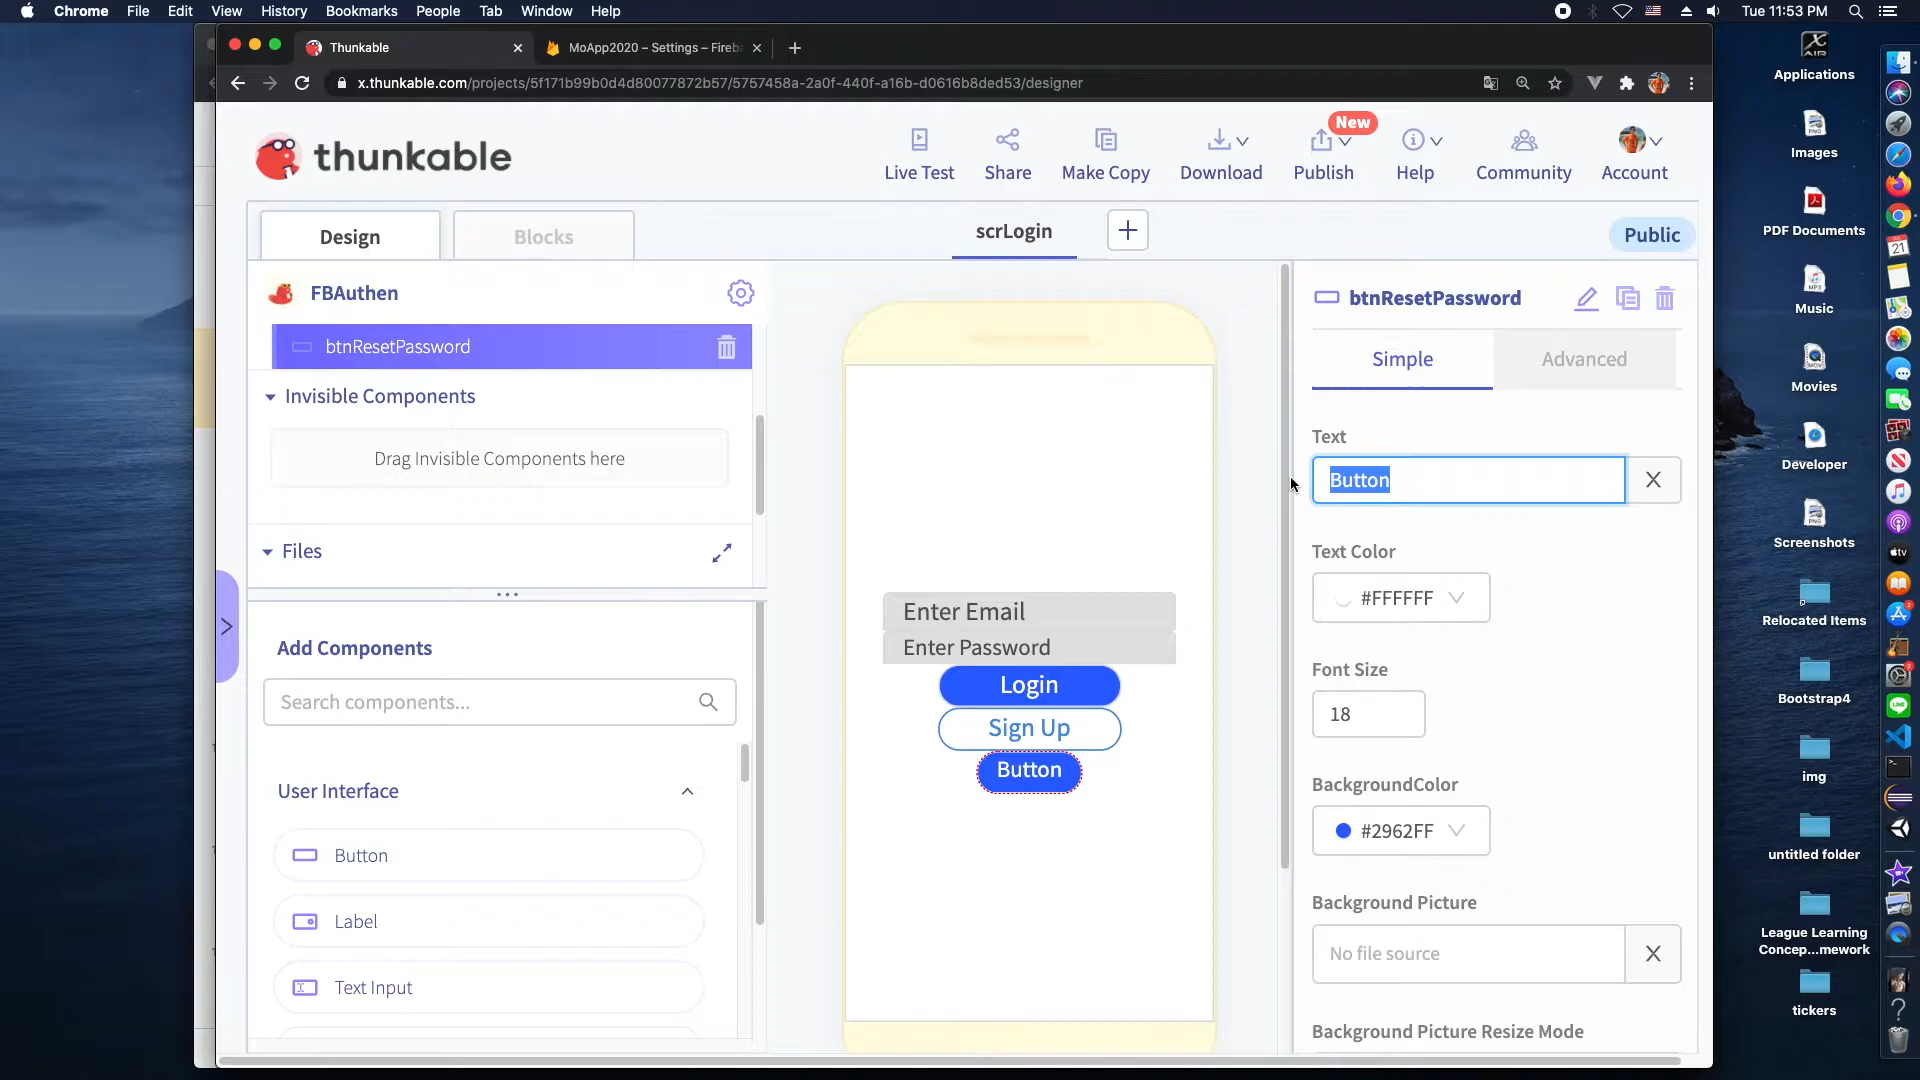 Chrome File Edit View History Bookmarks People Tab Window Help
Tue 11:53 PM
Thunkable
MoApp2020 – Settings – Fireba
x.thunkable.com/projects/5f171b99b0d4d80077872b57/5757458a-2a0f-440f-a16b-d0616b8ded53/designer
thunkable
New
Live Test Share Make Copy Download Publish Help Community Account
Design
Blocks
scrLogin
Public
FBAuthen
btnResetPassword
Invisible Components
Drag Invisible Components here
Files
Add Components
Search components...
User Interface
Button
Label
Text Input
Enter Email
Enter Password
Login
Sign Up
Button
btnResetPassword
Simple
Advanced
Text
Button
X
Text Color
#FFFFFF
Font Size
18
BackgroundColor
#2962FF
Background Picture
No file source
X
Background Picture Resize Mode
Applications
Images
PDF Documents
Music
Movies
Developer
Screenshots
Relocated Items
Bootstrap4
img
untitled folder
League Learning
Concep...mework
tickers